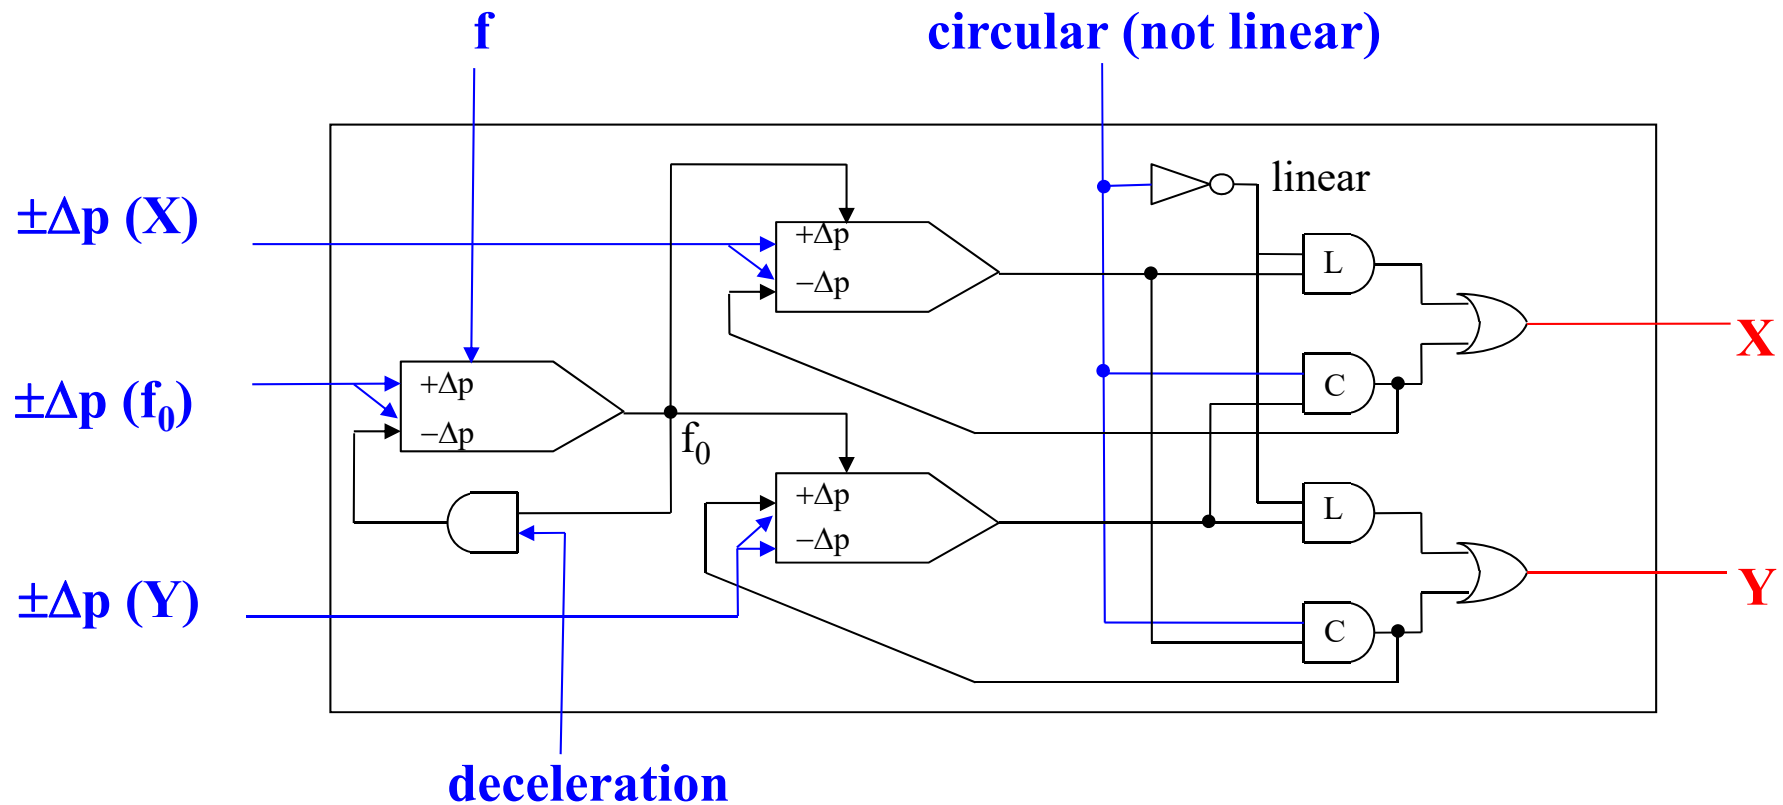 f
circular (not linear)
linear
±Δp (X)
+Δp
−Δp
L
X
C
±Δp (f₀)
+Δp
−Δp
f₀
+Δp
−Δp
L
Y
C
±Δp (Y)
deceleration